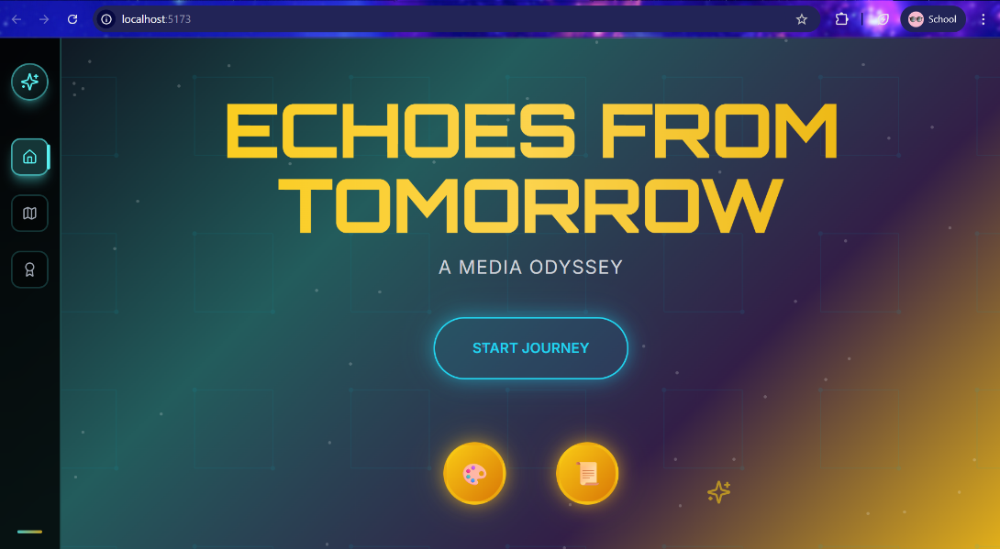 localhost:5173
School
ECHOES FROM
TOMORROW
A MEDIA ODYSSEY
START JOURNEY